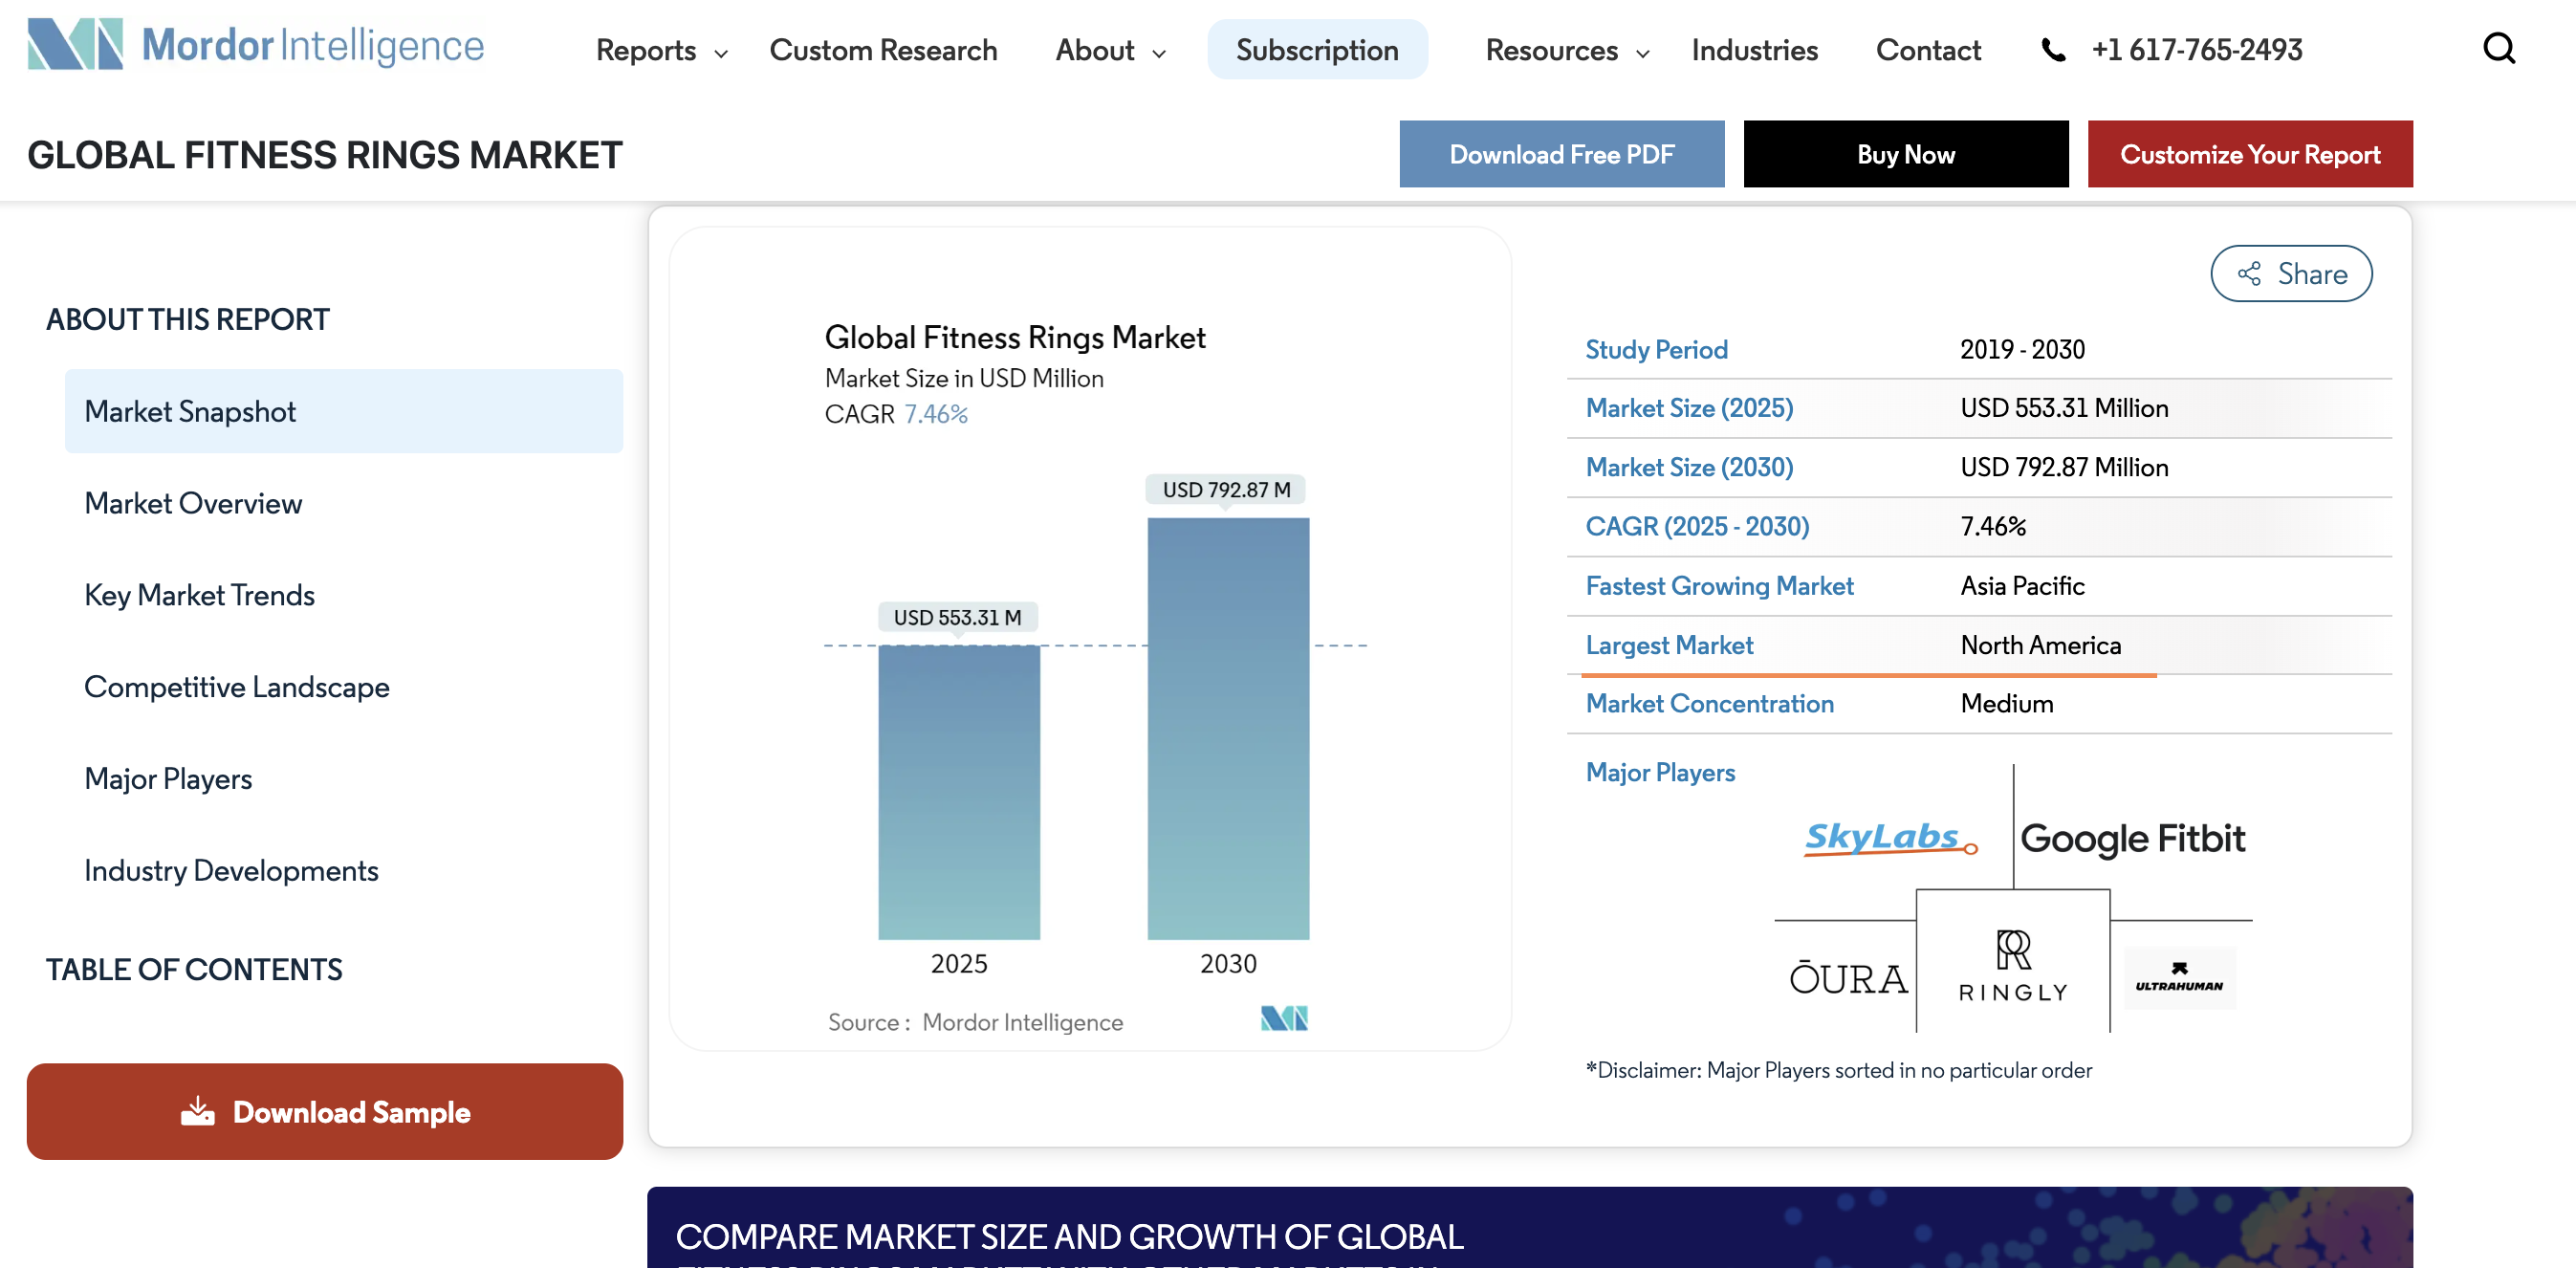 Mordor Intelligence
Reports
Custom Research
About
Subscription
Resources
Industries
Contact
+1 617-765-2493
GLOBAL FITNESS RINGS MARKET
Download Free PDF
Buy Now
Customize Your Report
ABOUT THIS REPORT
Market Snapshot
Market Overview
Key Market Trends
Competitive Landscape
Major Players
Industry Developments
TABLE OF CONTENTS
Download Sample
Global Fitness Rings Market
Market Size in USD Million
CAGR 7.46%
USD 792.87 M
USD 553.31 M
2025
2030
Source : Mordor Intelligence
Share
Study Period 2019 - 2030
Market Size (2025) USD 553.31 Million
Market Size (2030) USD 792.87 Million
CAGR (2025 - 2030) 7.46%
Fastest Growing Market Asia Pacific
Largest Market North America
Market Concentration Medium
Major Players
SkyLabs
Google Fitbit
ŌURA
RINGLY
ULTRAHUMAN
*Disclaimer: Major Players sorted in no particular order
COMPARE MARKET SIZE AND GROWTH OF GLOBAL